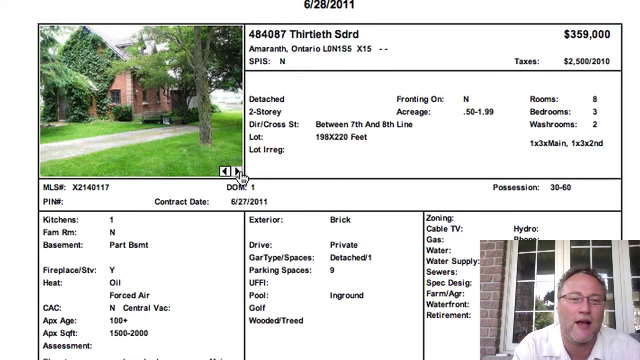 6/28/2011
484087 Thirtieth Sdrd $359,000
Amaranth, Ontario L0N1S5 X15 - -
SPIS: N Taxes: $2,500/2010
Detached Fronting On: N Rooms: 8
2-Storey Acreage: .50-1.99 Bedrooms: 3
Dir/Cross St: Between 7th And 8th Line Washrooms: 2
Lot: 198X220 Feet 1x3xMain, 1x3x2nd
Lot Irreg:
MLS#: X2140117 DOM: 1 Possession: 30-60
PIN#: Contract Date: 6/27/2011
Kitchens: 1 Exterior: Brick Zoning:
Fam Rm: N Cable TV: Hydro:
Basement: Part Bsmt Drive: Private Gas: Phone:
GarType/Spaces: Detached/1 Water:
Fireplace/Stv: Y Parking Spaces: 9 Water Supply:
Heat: Oil UFFI: Sewers:
Forced Air Pool: Inground Spec Desig:
CAC: N Central Vac: Golf Farm/Agr:
Apx Age: 100+ Wooded/Treed Waterfront:
Apx Sqft: 1500-2000 Retirement:
Assessment: